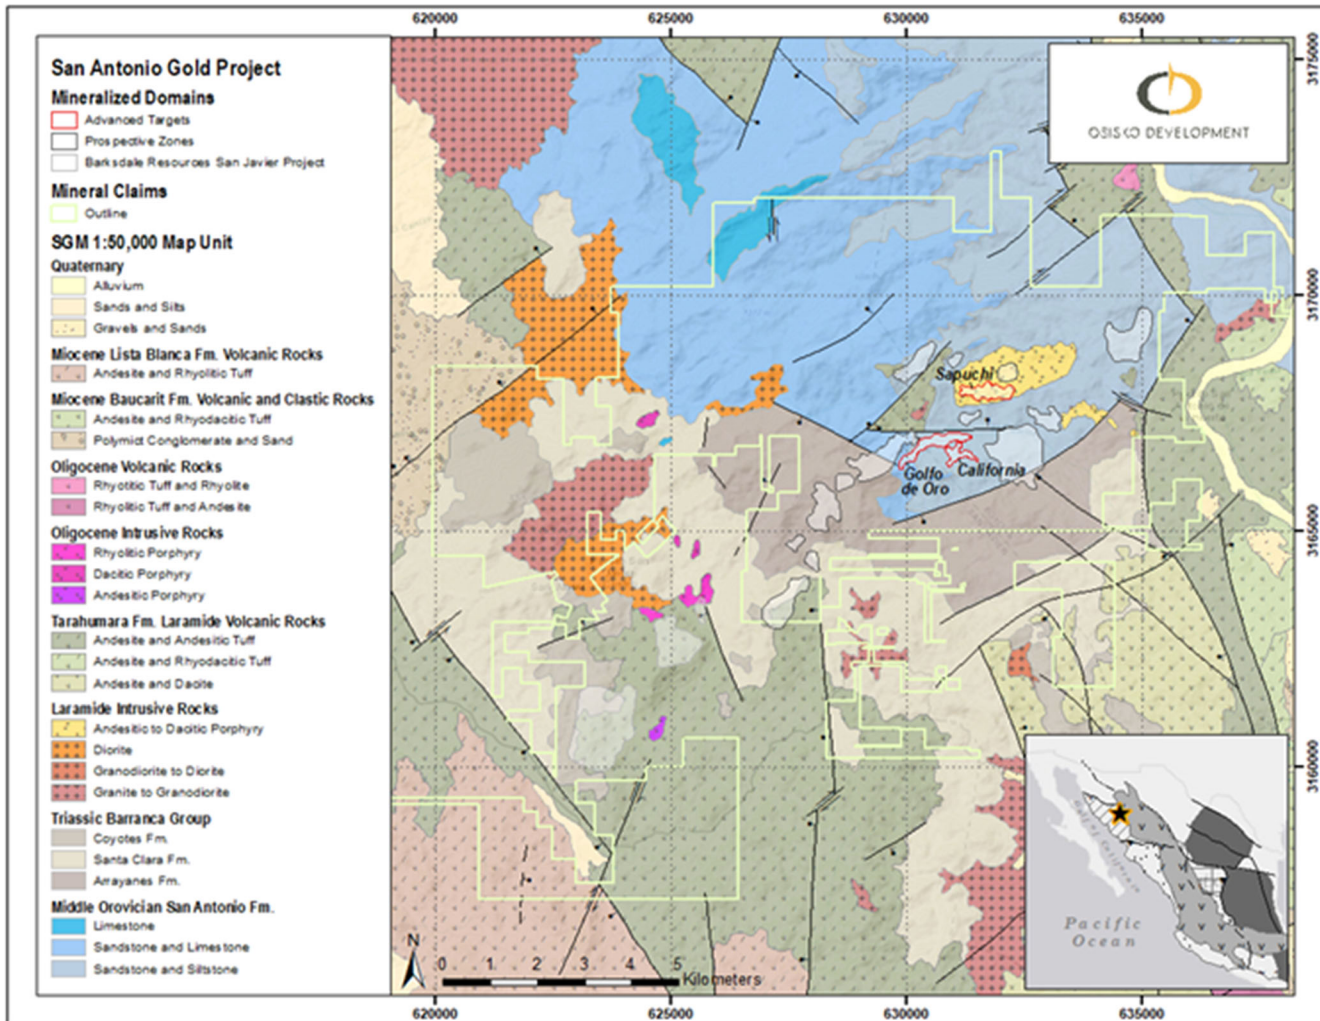 620000 625000 630000 635000
San Antonio Gold Project
Mineralized Domains
Advanced Targets
Prospective Zones
Barksdale Resources San Javier Project
Mineral Claims
Outline
SGM 1:50,000 Map Unit
Quaternary
Alluvium
Sands and Silts
Gravels and Sands
Miocene Lista Blanca Fm. Volcanic Rocks
Andesite and Rhyolitic Tuff
Miocene Baucarit Fm. Volcanic and Clastic Rocks
Andesite and Rhyodacitic Tuff
Polymict Conglomerate and Sand
Oligocene Volcanic Rocks
Rhyolitic Tuff and Rhyolite
Rhyolitic Tuff and Andesite
Oligocene Intrusive Rocks
Rhyolitic Porphyry
Dacitic Porphyry
Andesitic Porphyry
Tarahumara Fm. Laramide Volcanic Rocks
Andesite and Andesitic Tuff
Andesite and Rhyodacitic Tuff
Andesite and Dacite
Laramide Intrusive Rocks
Andesitic to Dacitic Porphyry
Diorite
Granodiorite to Diorite
Granite to Granodiorite
Triassic Barranca Group
Coyotes Fm.
Santa Clara Fm.
Arrayanes Fm.
Middle Orovician San Antonio Fm.
Limestone
Sandstone and Limestone
Sandstone and Siltstone
OSISKO DEVELOPMENT
Sapuchi
Golfo
de Oro
California
3175000
3170000
3165000
3160000
Gulf of California
Pacific
Ocean
N
0 1 2 3 4 5
Kilometers
620000 625000 630000 635000